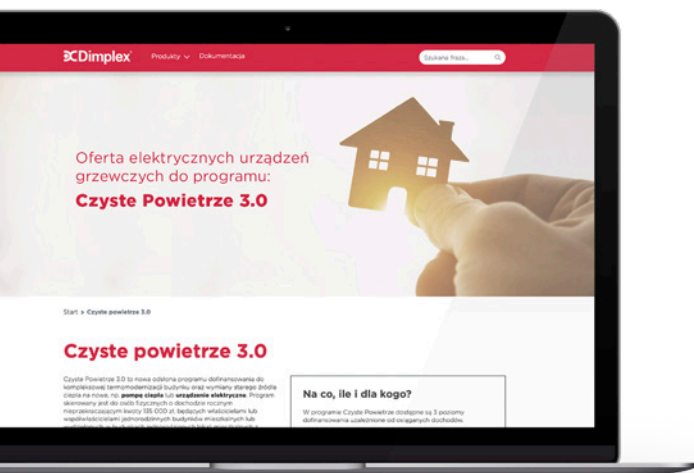 Dimplex
Produkty
Dokumentacja
Szukana fraza...
Oferta elektrycznych urządzeń
grzewczych do programu:
Czyste Powietrze 3.0
Start > Czyste powietrze 3.0
Czyste powietrze 3.0
Czyste Powietrze 3.0 to nowa odsłona programu dofinansowania do
kompleksowej termomodernizacji budynku oraz wymiany starego źródła
ciepła na nowe, np. pompę ciepła lub urządzenie elektryczne. Program
skierowany jest do osób fizycznych o dochodzie rocznym
nieprzekraczającym kwoty 135 000 zł, będących właścicielami lub
współwłaścicielami jednorodzinnych budynków mieszkalnych lub
Na co, ile i dla kogo?
W programie Czyste Powietrze dostępne są 3 poziomy
dofinansowania uzależnione od osiąganych dochodów.